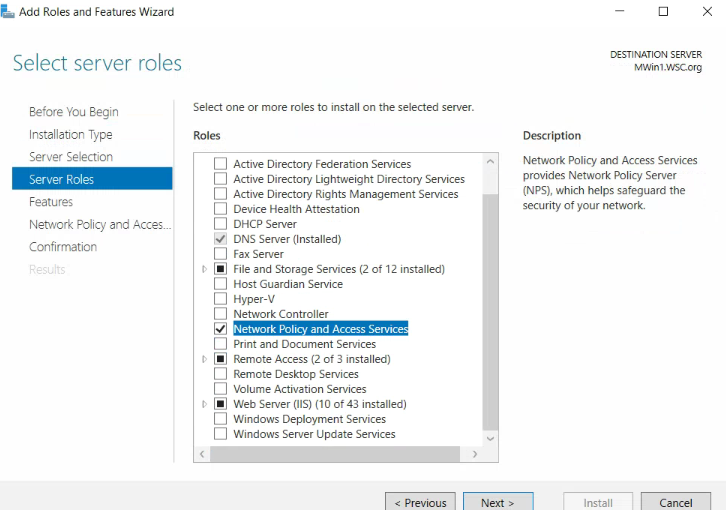 Add Roles and Features Wizard
Select server roles
DESTINATION SERVER
MWin1.WSC.org
Before You Begin
Installation Type
Server Selection
Server Roles
Features
Network Policy and Acces...
Confirmation
Results
Select one or more roles to install on the selected server.
Roles
Active Directory Federation Services
Active Directory Lightweight Directory Services
Active Directory Rights Management Services
Device Health Attestation
DHCP Server
DNS Server (Installed)
Fax Server
File and Storage Services (2 of 12 installed)
Host Guardian Service
Hyper-V
Network Controller
Network Policy and Access Services
Print and Document Services
Remote Access (2 of 3 installed)
Remote Desktop Services
Volume Activation Services
Web Server (IIS) (10 of 43 installed)
Windows Deployment Services
Windows Server Update Services
Description
Network Policy and Access Services
provides Network Policy Server
(NPS), which helps safeguard the
security of your network.
< Previous
Next >
Install
Cancel